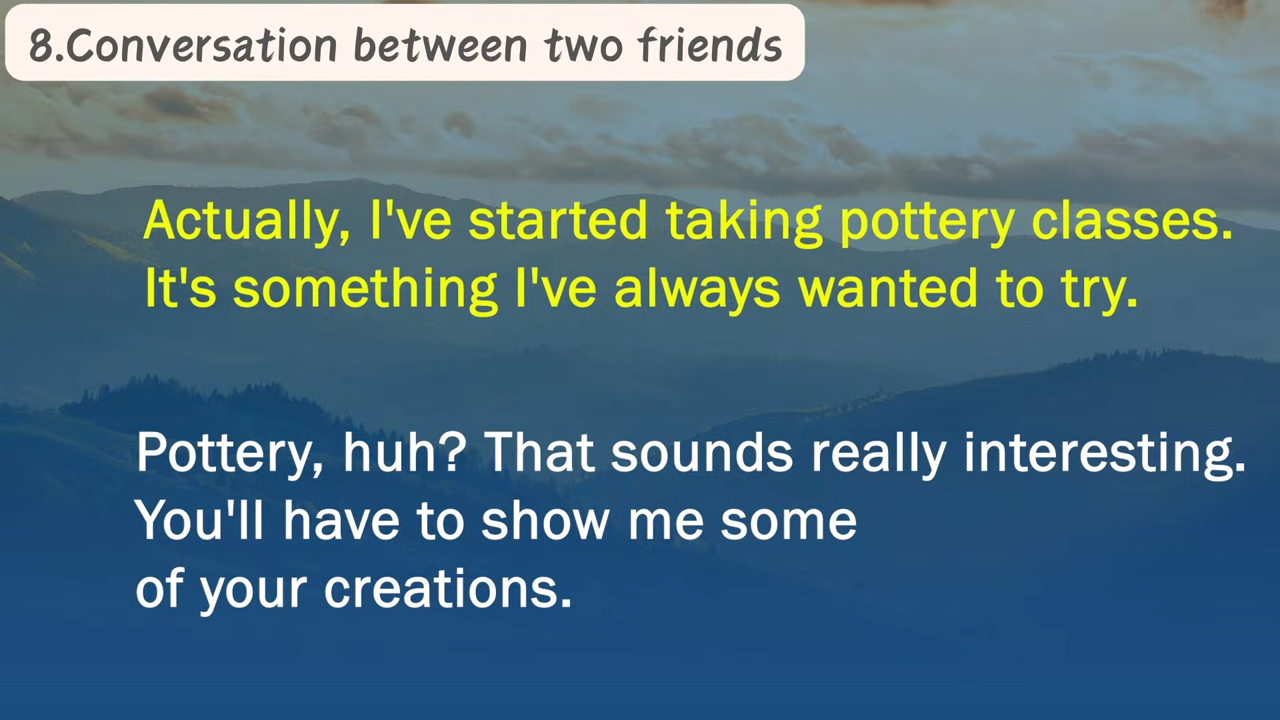 8.Conversation between two friends
Actually, I've started taking pottery classes.
It's something I've always wanted to try.
Pottery, huh? That sounds really interesting.
You'll have to show me some
of your creations.